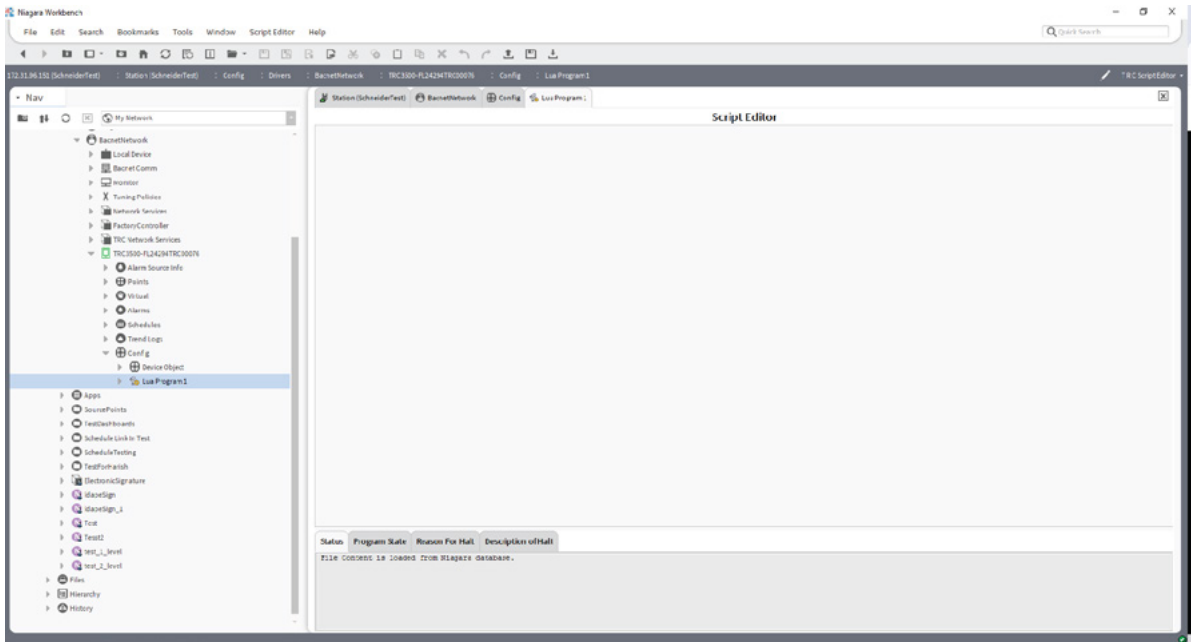 Niagara Workbench
File Edit Search Bookmarks Tools Window Script Editor Help
Quick Search
172.31.96.151 (SchneiderTest) : Station (SchneiderTest) : Config : Drivers : BacnetNetwork : TRC3500-FL24294TRC00076 : Config : Lua Program1
TRC Script Editor
Nav
Station (SchneiderTest) BacnetNetwork Config Lua Program1
My Network
Script Editor
BacnetNetwork
Local Device
Bacnet Comm
Monitor
Tuning Policies
Network Services
FactoryController
TRC Network Services
TRC3500-FL24294TRC00076
Alarm Source Info
Points
Virtual
Alarms
Schedules
Trend Logs
Config
Device Object
Lua Program1
Apps
SourcePoints
TestDashboards
Schedule Link In Test
ScheduleTesting
TestForHarish
ElectronicSignature
IdapeSign
IdapeSign_1
Test
Tesst2
test_1_level
test_2_level
Files
Hierarchy
History
Status Program State Reason For Halt Description of Halt
File Content is loaded from Niagara database.